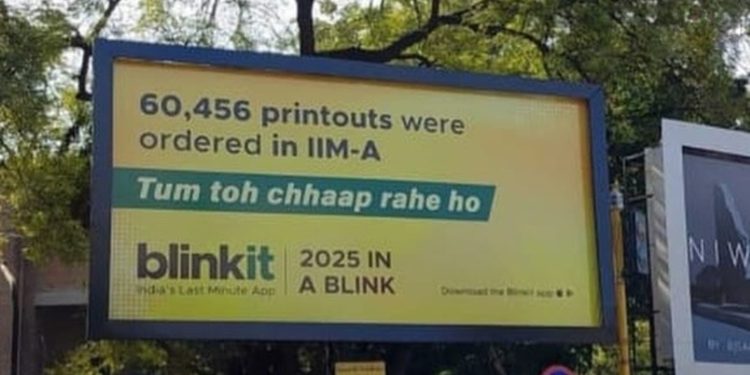 60,456 printouts were
ordered in IIM-A
Tum toh chhaap rahe ho
blinkit
India's Last Minute App
2025 IN
A BLINK
Download the Blinkit app
NIW